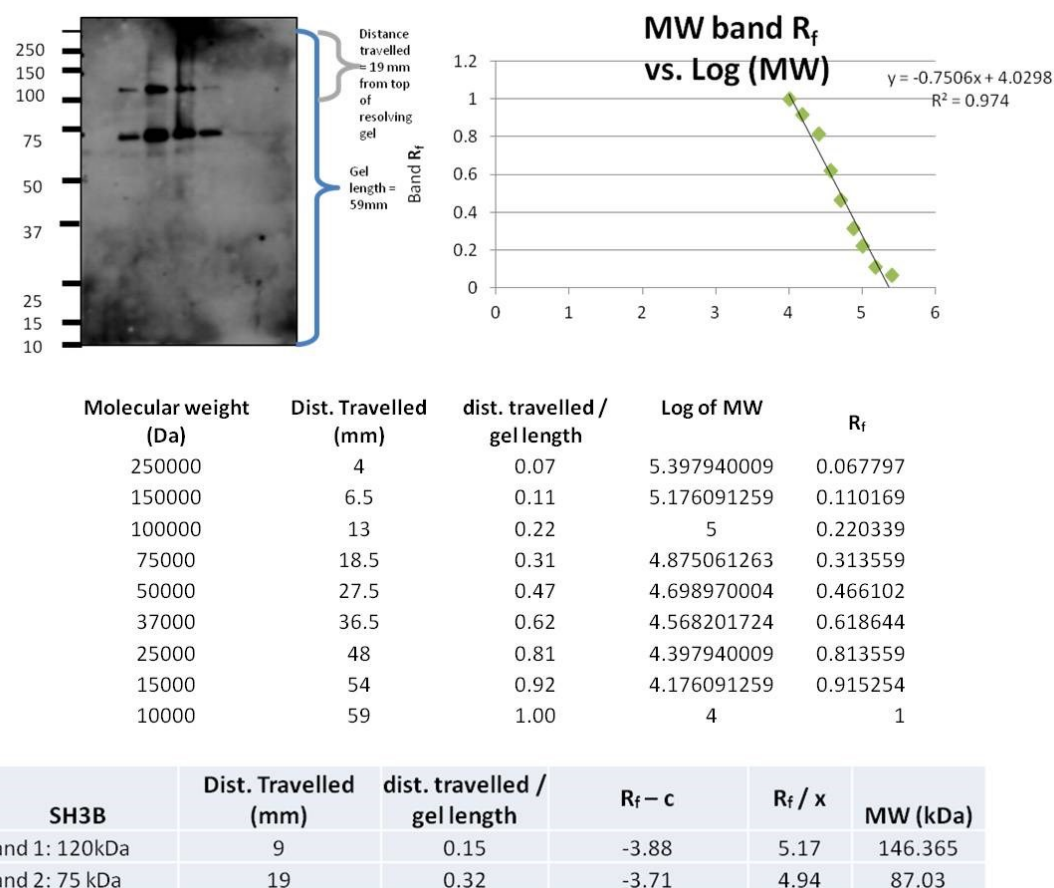 250
150
100
75
50
37
25
15
10
Distance
travelled
= 19 mm
from top
of
resolving
gel
Gel
length =
59mm
MW band Rf
vs. Log (MW)
y = -0.7506x + 4.0298
R² = 0.974
Band Rf
1.2
1
0.8
0.6
0.4
0.2
0
0 1 2 3 4 5 6
Molecular weight Dist. Travelled dist. travelled / Log of MW Rf
(Da) (mm) gel length
250000 4 0.07 5.397940009 0.067797
150000 6.5 0.11 5.176091259 0.110169
100000 13 0.22 5 0.220339
75000 18.5 0.31 4.875061263 0.313559
50000 27.5 0.47 4.698970004 0.466102
37000 36.5 0.62 4.568201724 0.618644
25000 48 0.81 4.397940009 0.813559
15000 54 0.92 4.176091259 0.915254
10000 59 1.00 4 1
Dist. Travelled dist. travelled / Rf – c Rf / x
SH3B (mm) gel length MW (kDa)
and 1: 120kDa 9 0.15 -3.88 5.17 146.365
and 2: 75 kDa 19 0.32 -3.71 4.94 87.03